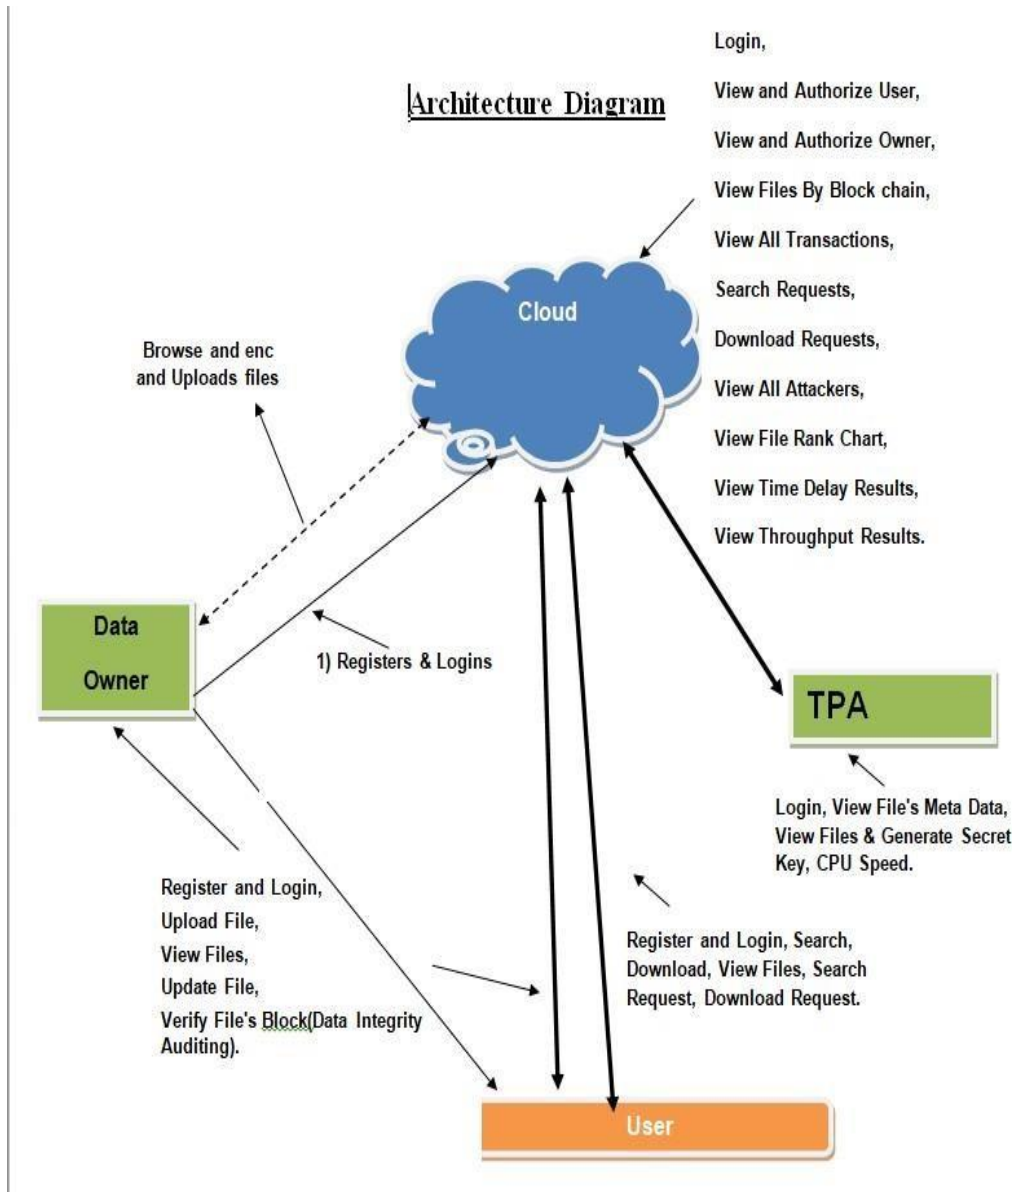 Architecture Diagram
Login,
View and Authorize User,
View and Authorize Owner,
View Files By Block chain,
View All Transactions,
Search Requests,
Download Requests,
View All Attackers,
View File Rank Chart,
View Time Delay Results,
View Throughput Results.
Cloud
Browse and enc
and Uploads files
Data
Owner
1) Registers & Logins
TPA
Login, View File's Meta Data,
View Files & Generate Secret
Key, CPU Speed.
Register and Login,
Upload File,
View Files,
Update File,
Verify File's Block(Data Integrity
Auditing).
Register and Login, Search,
Download, View Files, Search
Request, Download Request.
User